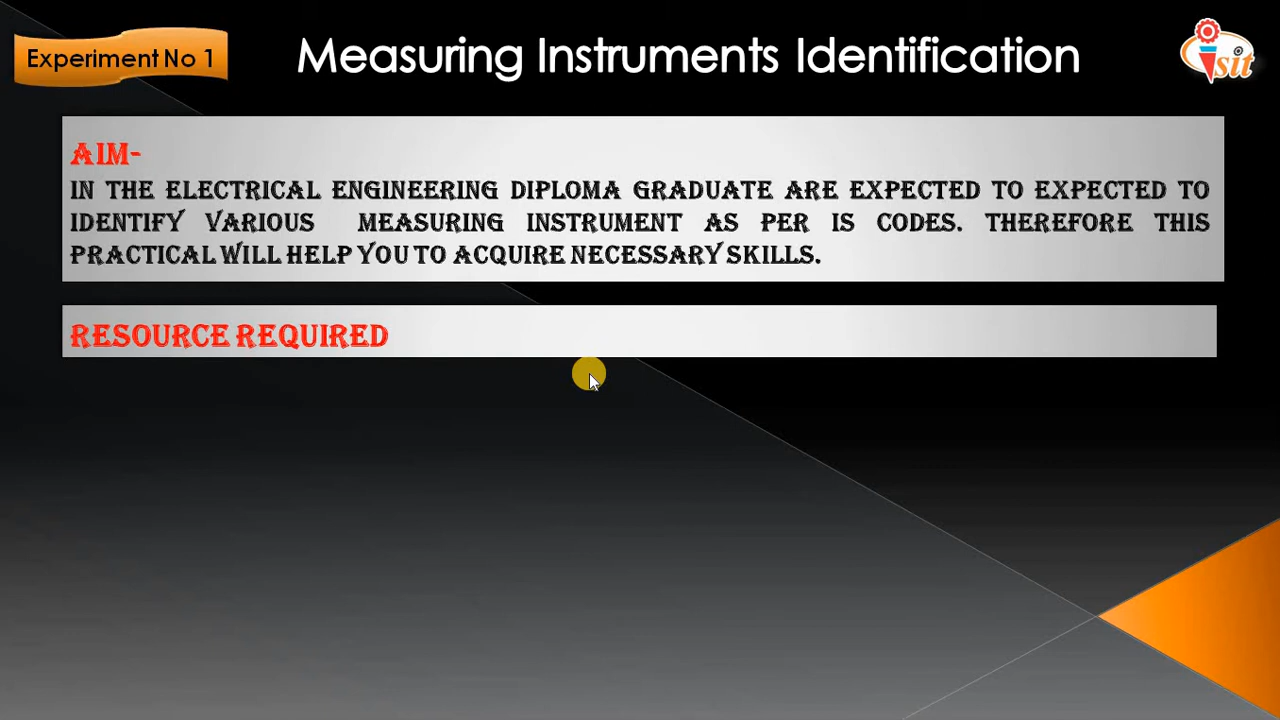 Experiment No 1
Measuring Instruments Identification
sit
AIM-
IN THE ELECTRICAL ENGINEERING DIPLOMA GRADUATE ARE EXPECTED TO EXPECTED TO
IDENTIFY VARIOUS MEASURING INSTRUMENT AS PER IS CODES. THEREFORE THIS
PRACTICAL WILL HELP YOU TO ACQUIRE NECESSARY SKILLS.
RESOURCE REQUIRED